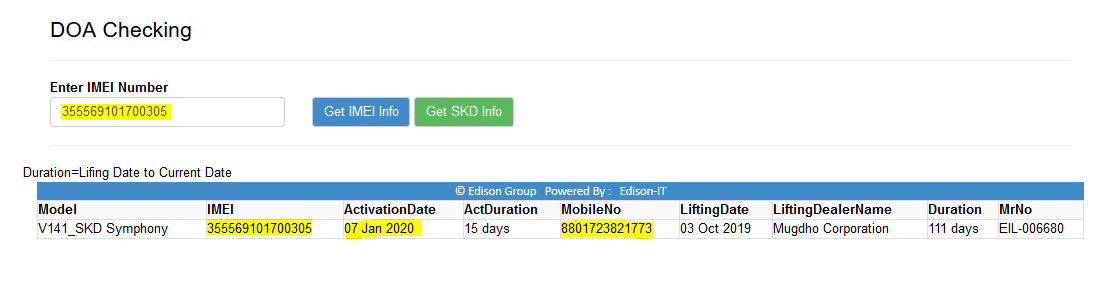 DOA Checking
Enter IMEI Number
355569101700305 Get IMEI Info Get SKD Info
Duration=Lifing Date to Current Date
© Edison Group Powered By : Edison-IT
Model IMEI ActivationDate ActDuration MobileNo LiftingDate LiftingDealerName Duration MrNo
V141_SKD Symphony 355569101700305 07 Jan 2020 15 days 8801723821773 03 Oct 2019 Mugdho Corporation 111 days EIL-006680